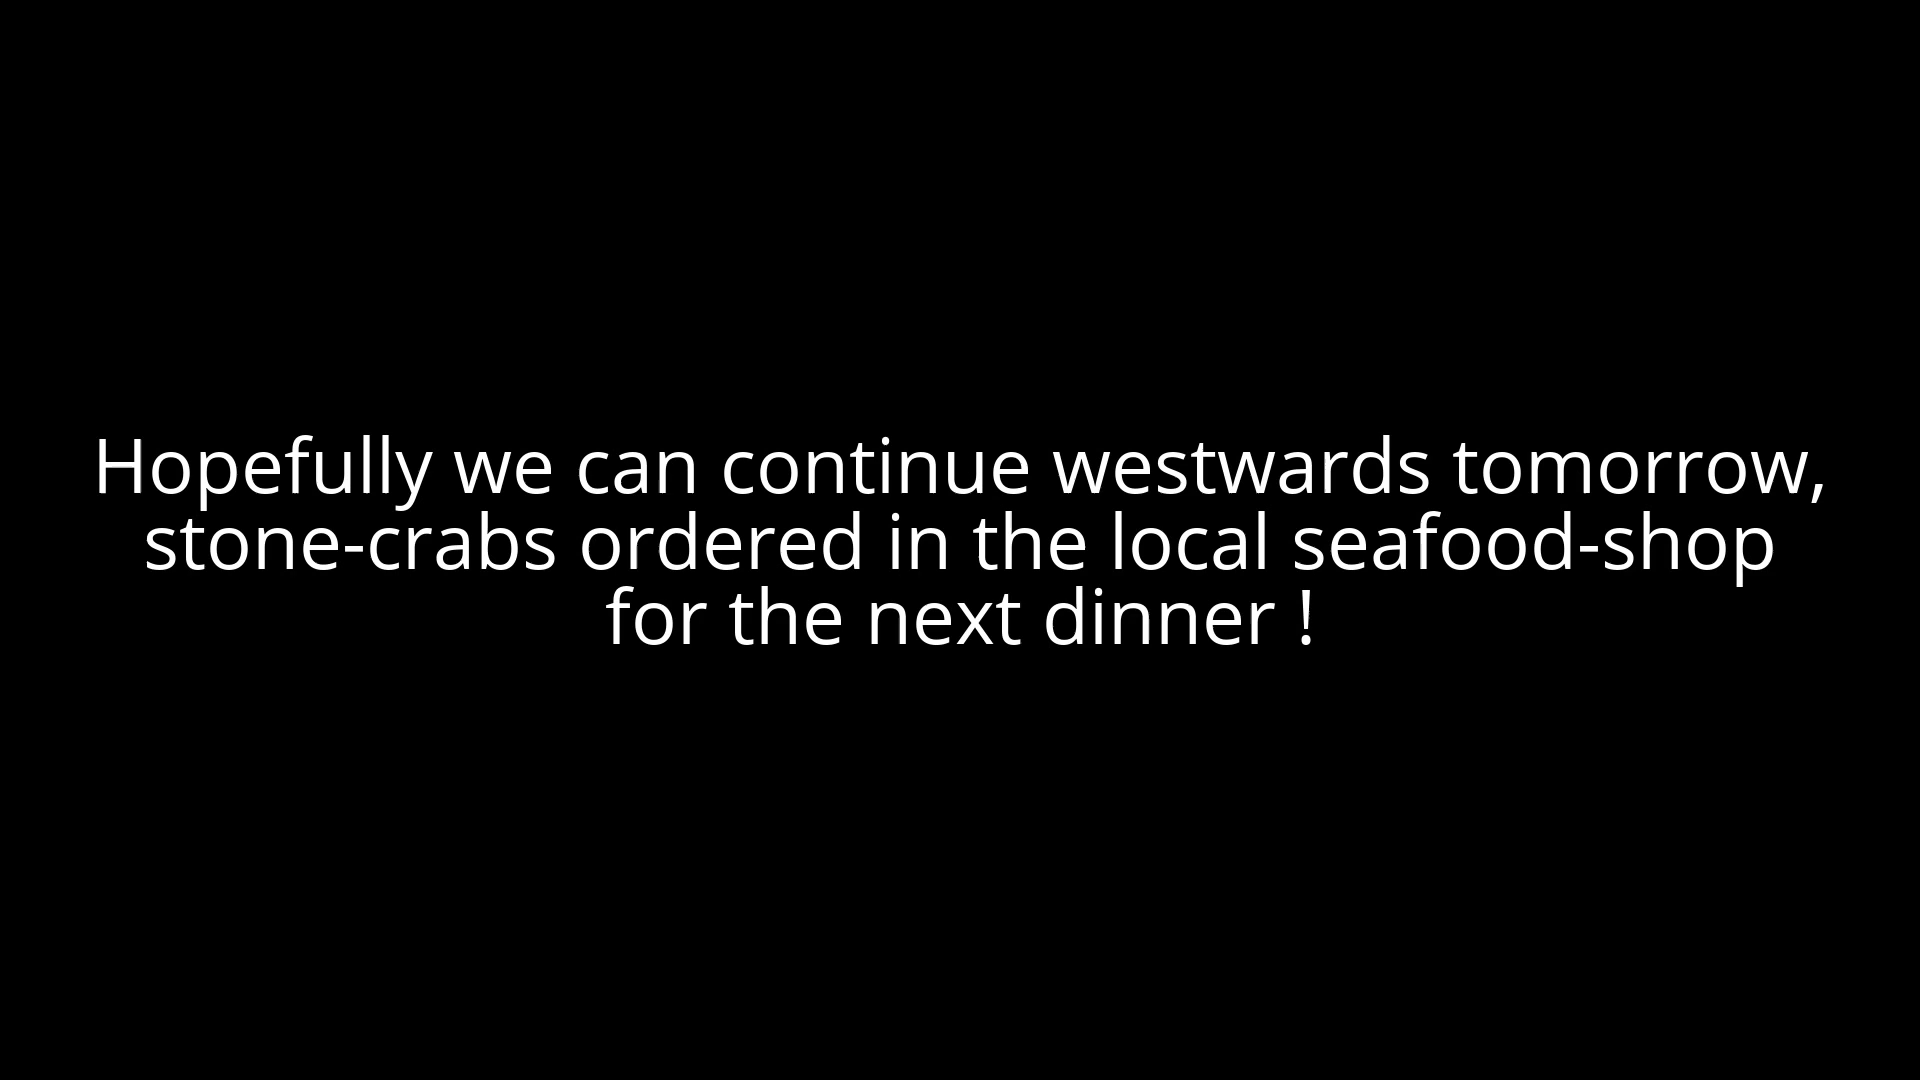 Hopefully we can continue westwards tomorrow,
stone-crabs ordered in the local seafood-shop
for the next dinner !